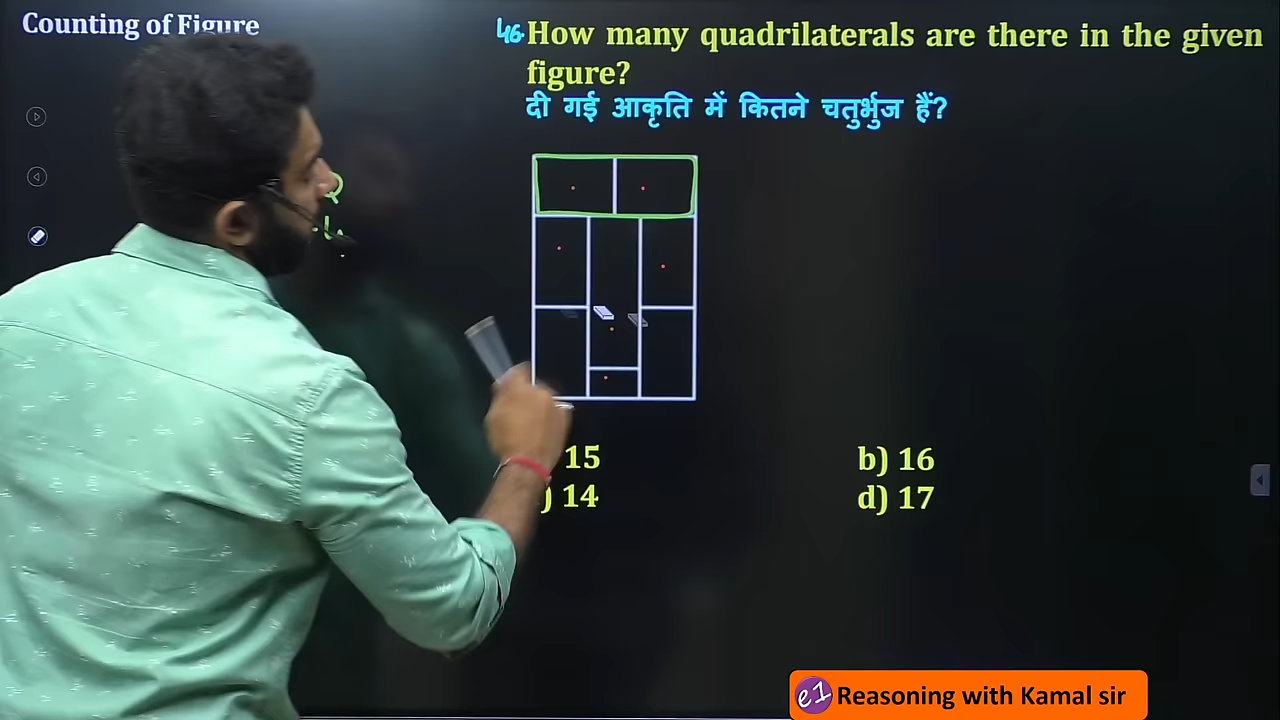 Counting of Figure
46. How many quadrilaterals are there in the given
figure?
दी गई आकृति में कितने चतुर्भुज हैं?
15
b) 16
) 14
d) 17
e1 Reasoning with Kamal sir